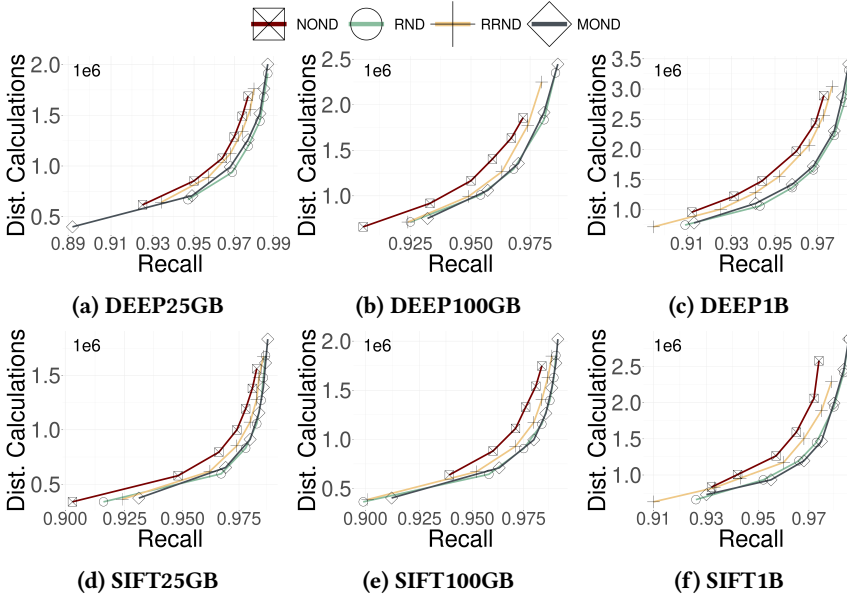 NOND RND RRND MOND
Dist. Calculations
1e6
2.0
1.5
1.0
0.5
0.89 0.91 0.93 0.95 0.97 0.99
Recall
(a) DEEP25GB
Dist. Calculations
1e6
2.5
2.0
1.5
1.0
0.925 0.950 0.975
Recall
(b) DEEP100GB
Dist. Calculations
1e6
3.5
3.0
2.5
2.0
1.5
1.0
0.91 0.93 0.95 0.97
Recall
(c) DEEP1B
Dist. Calculations
1e6
1.5
1.0
0.5
0.900 0.925 0.950 0.975
Recall
(d) SIFT25GB
Dist. Calculations
1e6
2.0
1.5
1.0
0.5
0.900 0.925 0.950 0.975
Recall
(e) SIFT100GB
Dist. Calculations
1e6
2.5
2.0
1.5
1.0
0.91 0.93 0.95 0.97
Recall
(f) SIFT1B